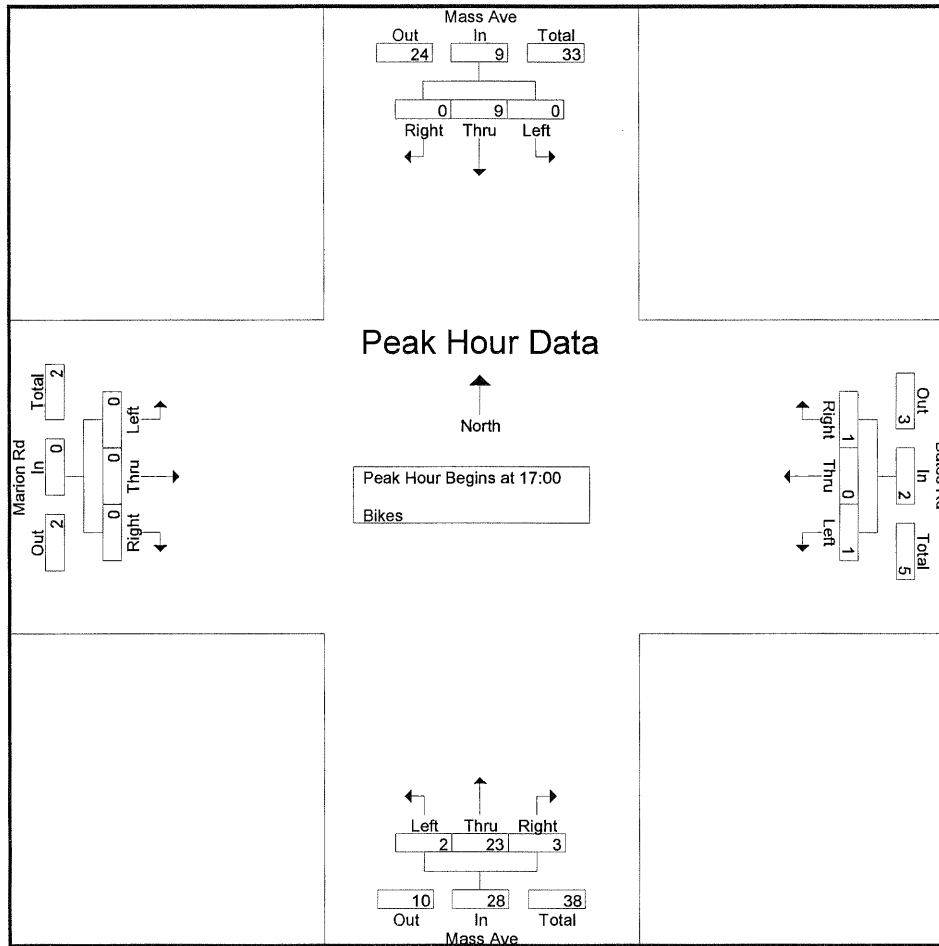 Mass Ave
Out In Total
24 9 33
0 9 0
Right Thru Left
Peak Hour Data
North
Peak Hour Begins at 17:00
Bikes
Marion Rd
Total In Out
2 0 2
0 0 0
Left Thru Right
Right Thru Left
1 0 1
Out In Total
3 2 5
Left Thru Right
2 23 3
10 28 38
Out In Total
Mass Ave